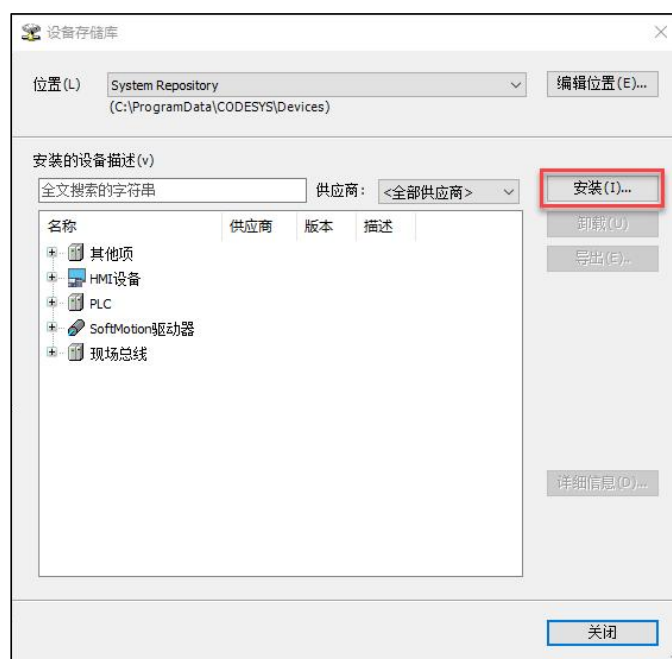 设备存储库
位置(L) System Repository 编辑位置(E)...
(C:\ProgramData\CODESYS\Devices)
安装的设备描述(v)
全文搜索的字符串 供应商: <全部供应商> 安装(I)...
名称 供应商 版本 描述 卸载(U)
其他项
HMI设备 导出(E)...
PLC
SoftMotion驱动器
现场总线
详细信息(D)...
关闭